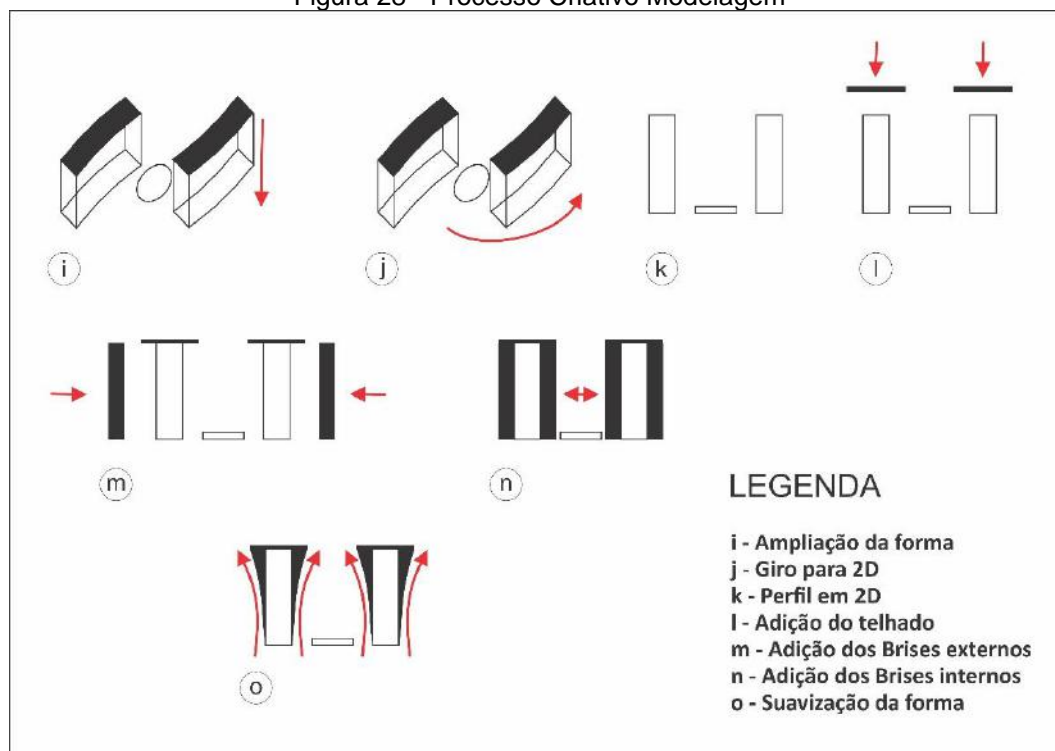 Figura 28 - Processo Criativo Modelagem
i
j
k
l
m
n
o
LEGENDA
i - Ampliação da forma
j - Giro para 2D
k - Perfil em 2D
l - Adição do telhado
m - Adição dos Brises externos
n - Adição dos Brises internos
o - Suavização da forma